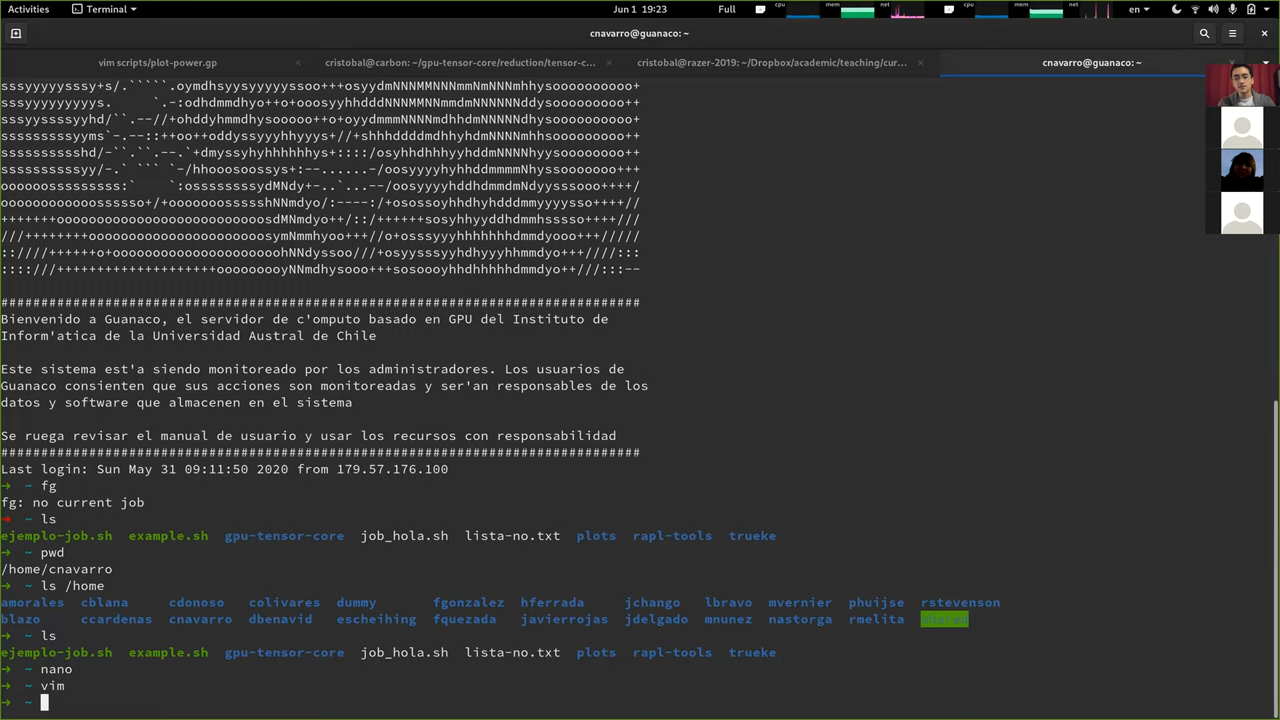 Activities Terminal Jun 1 19:23 Full cpu mem net cpu mem net en
cnavarro@guanaco: ~
vim scripts/plot-power.gp × cristobal@carbon: ~/gpu-tensor-core/reduction/tensor-c... × cristobal@razer-2019: ~/Dropbox/academic/teaching/cur... × cnavarro@guanaco: ~
################################################################################
Bienvenido a Guanaco, el servidor de c'omputo basado en GPU del Instituto de
Inform'atica de la Universidad Austral de Chile
Este sistema est'a siendo monitoreado por los administradores. Los usuarios de
Guanaco consienten que sus acciones son monitoreadas y ser'an responsables de los
datos y software que almacenen en el sistema
Se ruega revisar el manual de usuario y usar los recursos con responsabilidad
################################################################################
Last login: Sun May 31 09:11:50 2020 from 179.57.176.100
→ ~ fg
fg: no current job
→ ~ ls
ejemplo-job.sh example.sh gpu-tensor-core job_hola.sh lista-no.txt plots rapl-tools trueke
→ ~ pwd
/home/cnavarro
→ ~ ls /home
amorales cblana cdonoso colivares dummy fgonzalez hferrada jchango lbravo mvernier phuijse rstevenson
blazo ccardenas cnavarro dbenavid escheihing fquezada javierrojas jdelgado mnunez nastorga rmelita shared
→ ~ ls
ejemplo-job.sh example.sh gpu-tensor-core job_hola.sh lista-no.txt plots rapl-tools trueke
→ ~ nano
→ ~ vim
→ ~